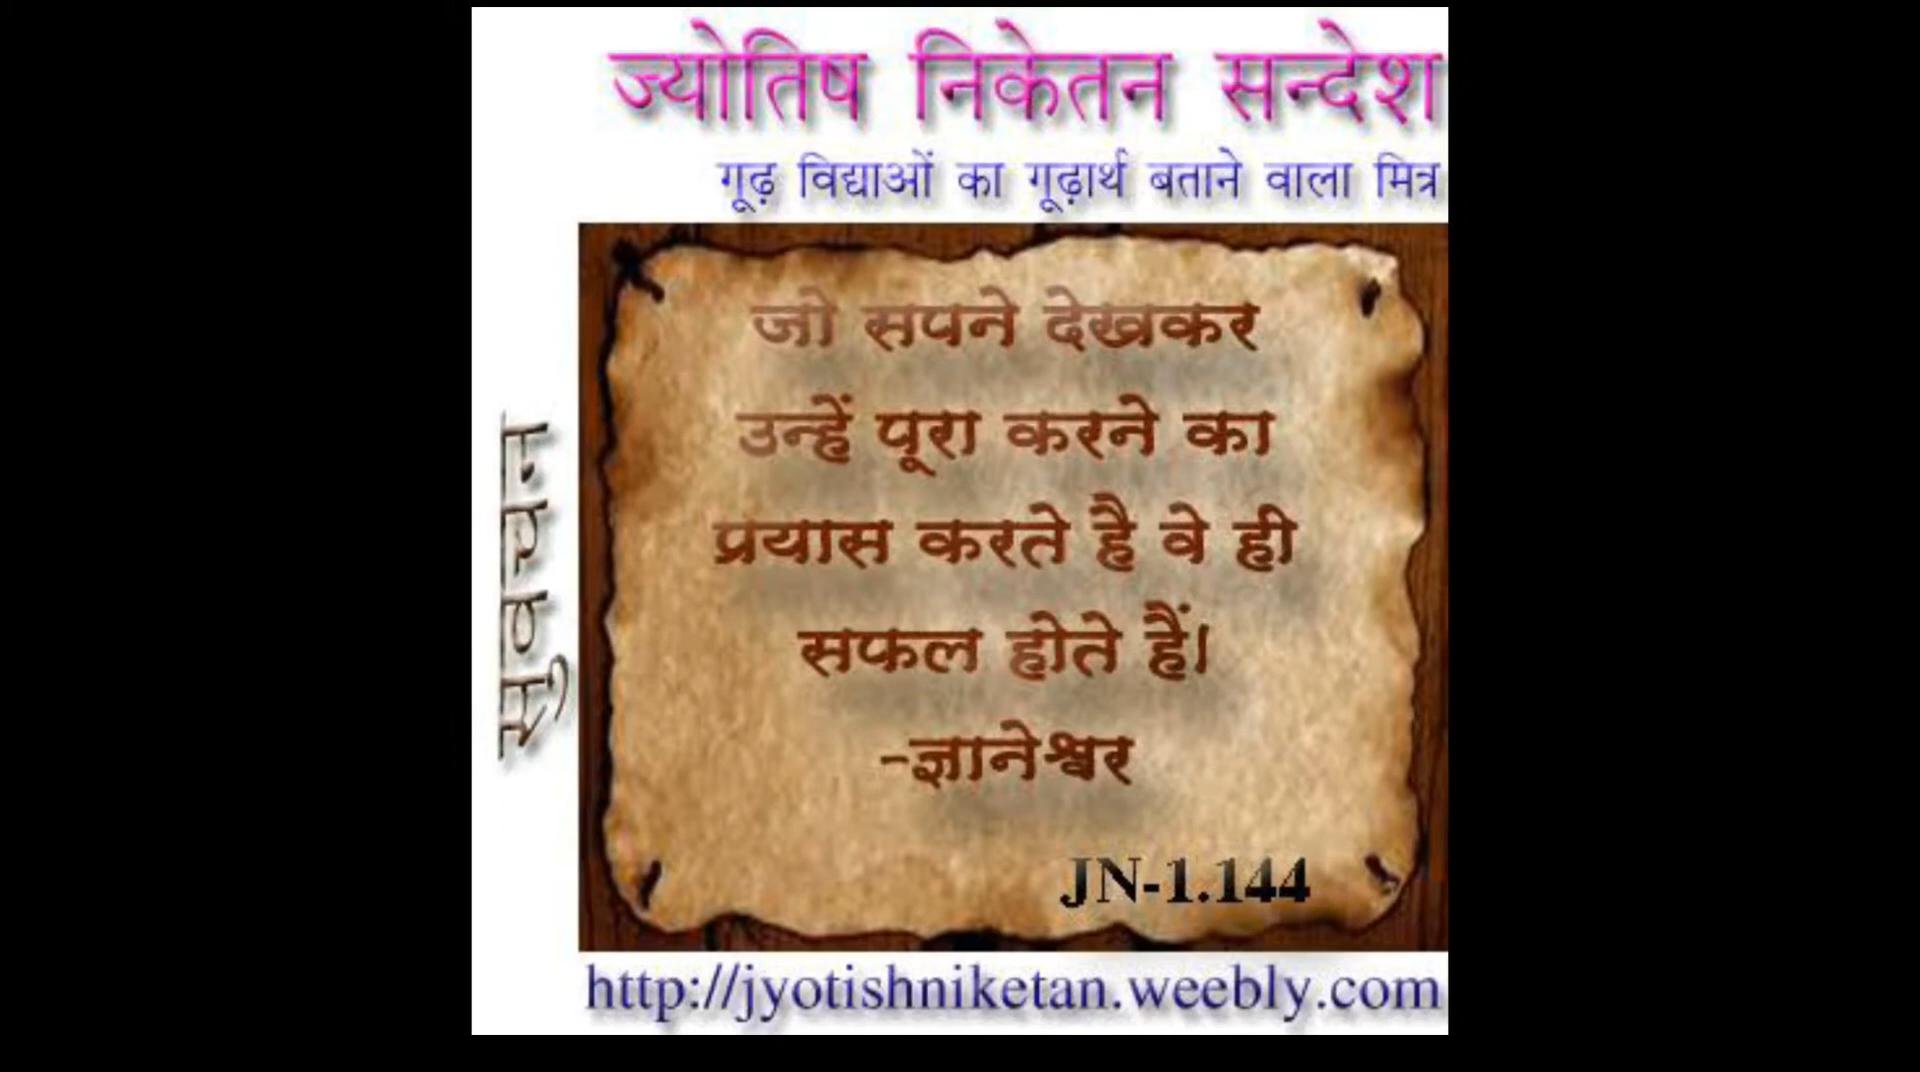 ज्योतिष निकेतन सन्देश
गूढ़ विद्याओं का गूढ़ार्थ बताने वाला मित्र
सुवचन
जो सपने देखकर
उन्हें पूरा करने का
प्रयास करते है वे ही
सफल होते हैं।
-ज्ञानेश्वर
JN-1.144
http://jyotishniketan.weebly.com